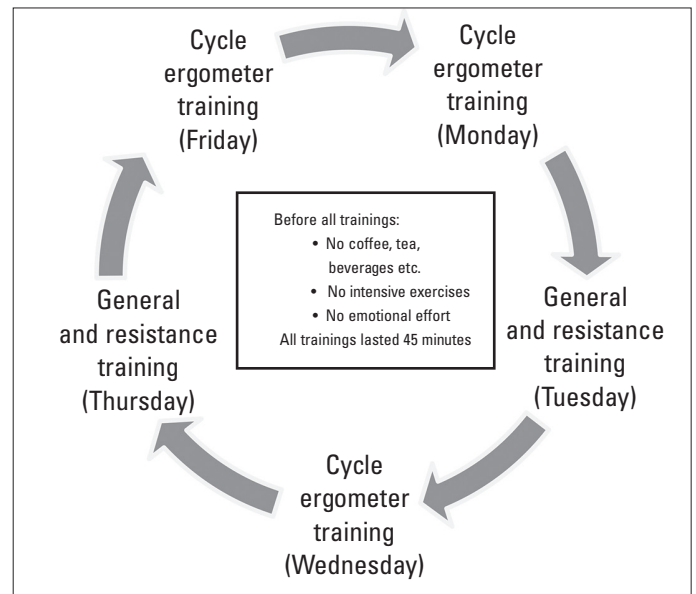 Cycle
ergometer
training
(Friday)
Cycle
ergometer
training
(Monday)
Before all trainings:
• No coffee, tea,
beverages etc.
• No intensive exercises
• No emotional effort
All trainings lasted 45 minutes
General
and resistance
training
(Thursday)
General
and resistance
training
(Tuesday)
Cycle
ergometer
training
(Wednesday)